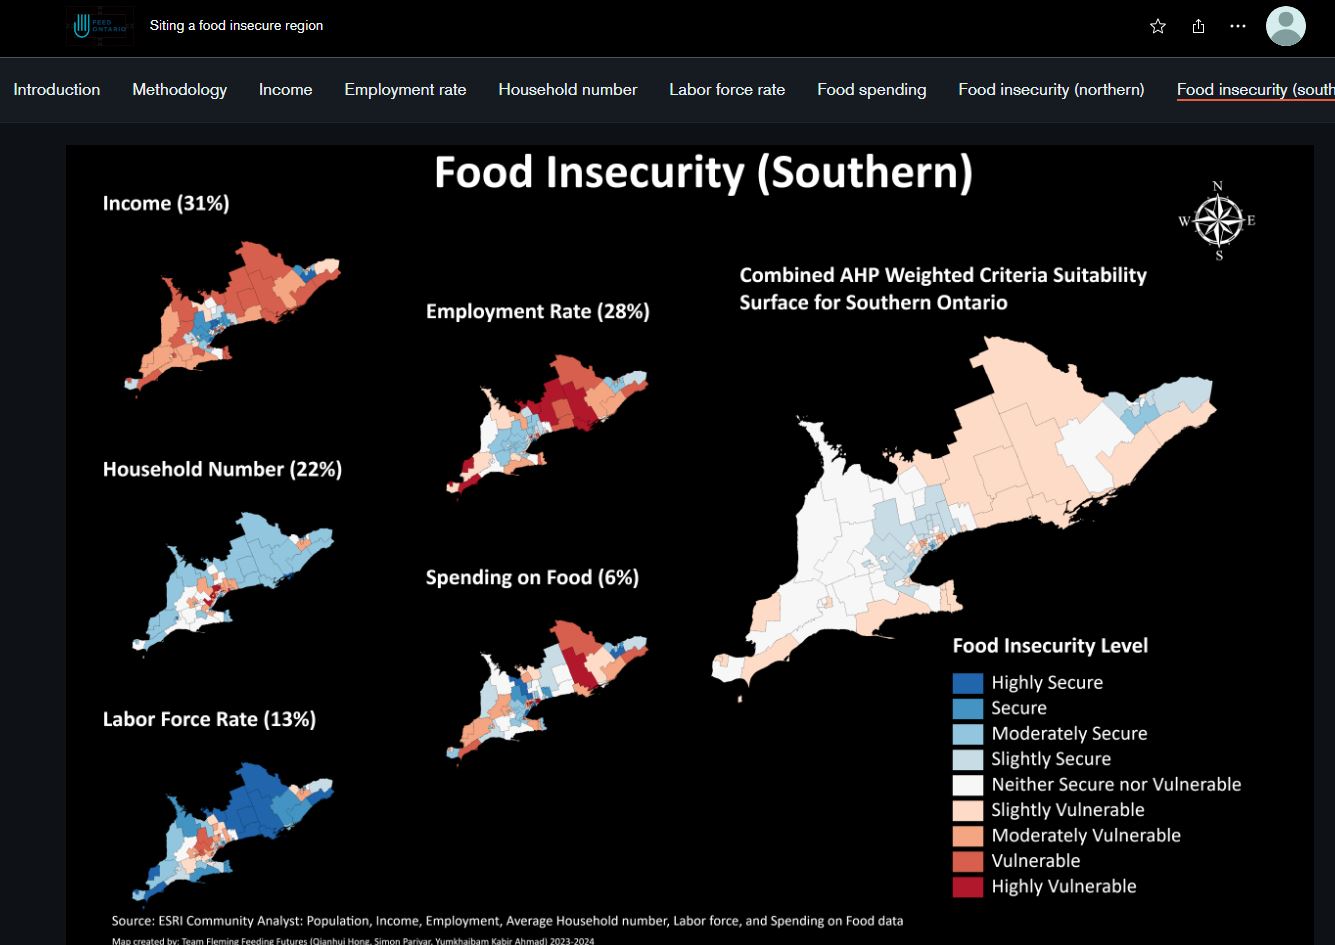 FEED
ONTARIO
Siting a food insecure region
Introduction
Methodology
Income
Employment rate
Household number
Labor force rate
Food spending
Food insecurity (northern)
Food insecurity (south
Food Insecurity (Southern)
Income (31%)
N
W
E
S
Combined AHP Weighted Criteria Suitability
Surface for Southern Ontario
Employment Rate (28%)
Household Number (22%)
Spending on Food (6%)
Labor Force Rate (13%)
Food Insecurity Level
Highly Secure
Secure
Moderately Secure
Slightly Secure
Neither Secure nor Vulnerable
Slightly Vulnerable
Moderately Vulnerable
Vulnerable
Highly Vulnerable
Source: ESRI Community Analyst: Population, Income, Employment, Average Household number, Labor force, and Spending on Food data
Map created by: Team Fleming Feeding Futures (Qianhui Hong, Simon Pariyar, Yumkhaibam Kabir Ahmad) 2023-2024